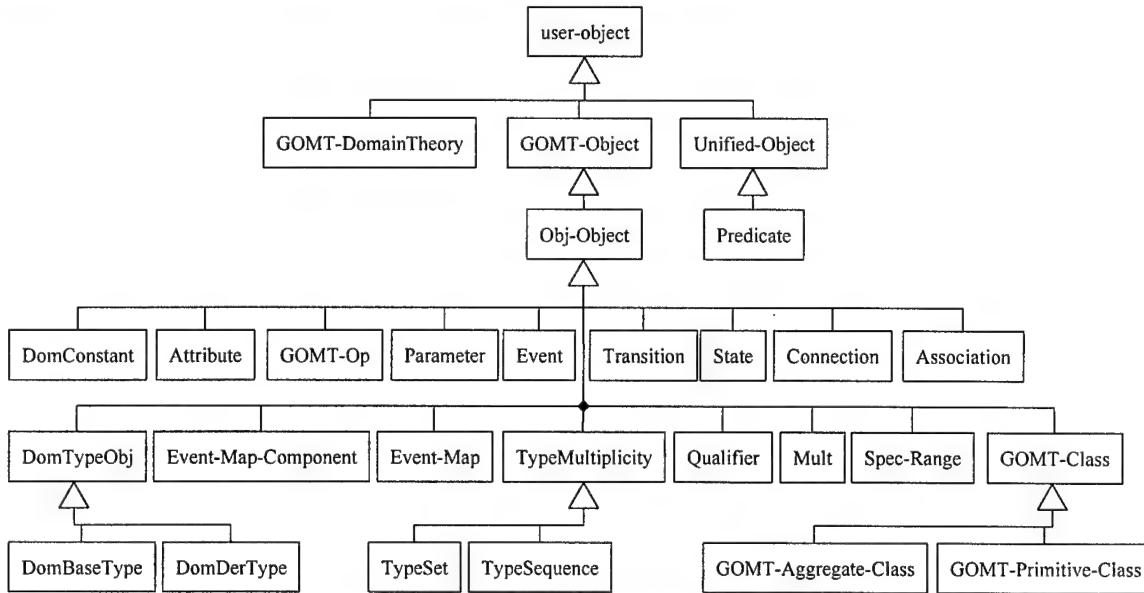 user-object
GOMT-DomainTheory GOMT-Object Unified-Object
Obj-Object Predicate
DomConstant Attribute GOMT-Op Parameter Event Transition State Connection Association
DomTypeObj Event-Map-Component Event-Map TypeMultiplicity Qualifier Mult Spec-Range GOMT-Class
DomBaseType DomDerType TypeSet TypeSequence GOMT-Aggregate-Class GOMT-Primitive-Class